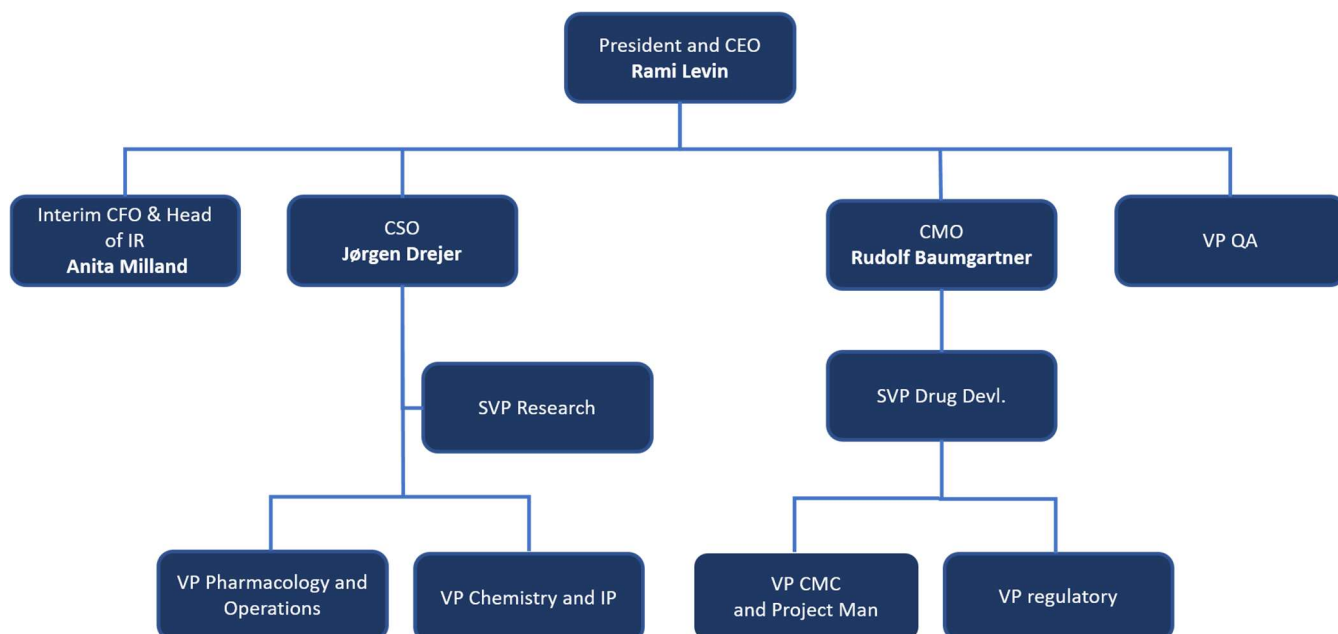 President and CEO
Rami Levin
Interim CFO & Head
of IR
Anita Milland
CSO
Jørgen Drejer
CMO
Rudolf Baumgartner
VP QA
SVP Research
SVP Drug Devl.
VP Pharmacology and
Operations
VP Chemistry and IP
VP CMC
and Project Man
VP regulatory